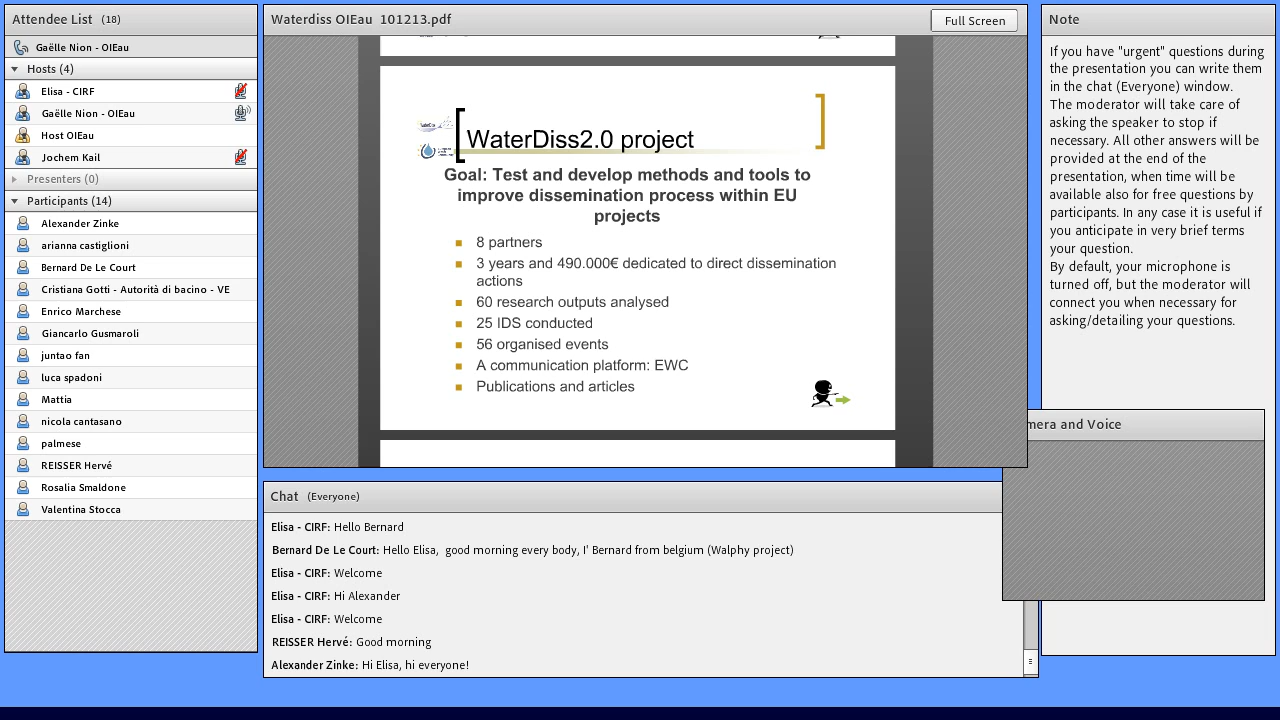 Attendee List (18)
Gaëlle Nion - OIEau
Hosts (4)
Elisa - CIRF
Gaëlle Nion - OIEau
Host OIEau
Jochem Kail
Presenters (0)
Participants (14)
Alexander Zinke
arianna castiglioni
Bernard De Le Court
Cristiana Gotti - Autorità di bacino - VE
Enrico Marchese
Giancarlo Gusmaroli
juntao fan
luca spadoni
Mattia
nicola cantasano
palmese
REISSER Hervé
Rosalia Smaldone
Valentina Stocca
Waterdiss OIEau 101213.pdf
Full Screen
WaterDiss2.0 project
Goal: Test and develop methods and tools to
improve dissemination process within EU
projects
8 partners
3 years and 490.000€ dedicated to direct dissemination
actions
60 research outputs analysed
25 IDS conducted
56 organised events
A communication platform: EWC
Publications and articles
Chat (Everyone)
Elisa - CIRF: Hello Bernard
Bernard De Le Court: Hello Elisa, good morning every body, I' Bernard from belgium (Walphy project)
Elisa - CIRF: Welcome
Elisa - CIRF: Hi Alexander
Elisa - CIRF: Welcome
REISSER Hervé: Good morning
Alexander Zinke: Hi Elisa, hi everyone!
Note
If you have "urgent" questions during
the presentation you can write them
in the chat (Everyone) window.
The moderator will take care of
asking the speaker to stop if
necessary. All other answers will be
provided at the end of the
presentation, when time will be
available also for free questions by
participants. In any case it is useful if
you anticipate in very brief terms
your question.
By default, your microphone is
turned off, but the moderator will
connect you when necessary for
asking/detailing your questions.
mera and Voice